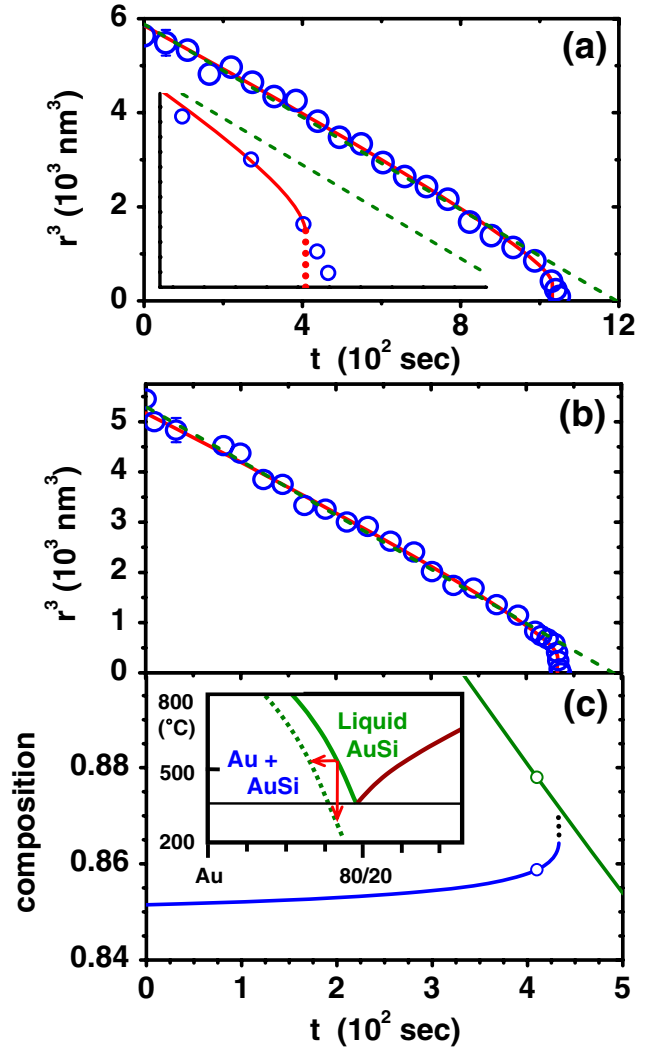 (a)
r³ (10³ nm³)
6
4
2
0
0 4 8 12
t (10² sec)
(b)
r³ (10³ nm³)
5
4
3
2
1
0
(c)
composition
0.88
0.86
0.84
800
(°C)
500
200
Liquid
AuSi
Au +
AuSi
Au 80/20
0 1 2 3 4 5
t (10² sec)